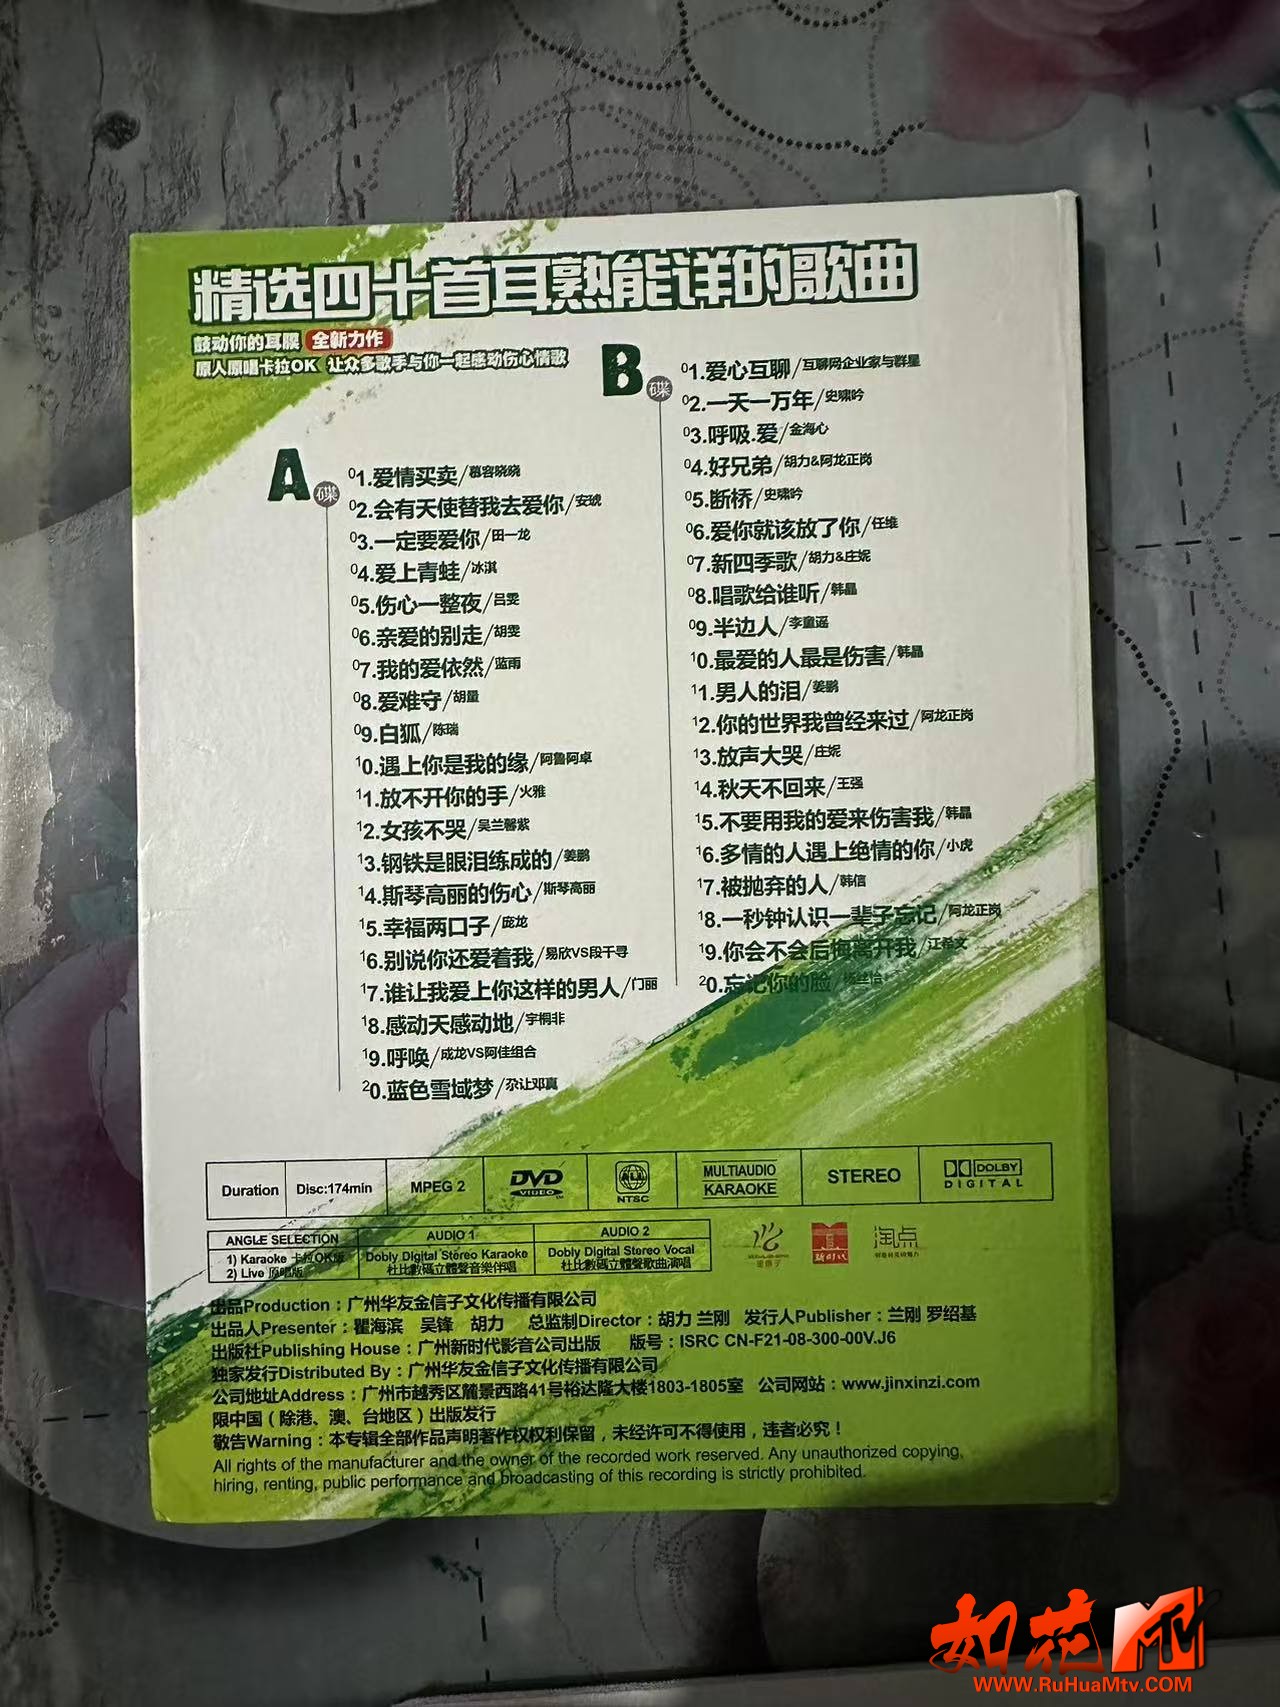 精选四十首耳熟能详的歌曲
鼓动你的耳膜 全新力作
原人原唱卡拉OK 让众多歌手与你一起感动伤心情歌
A碟
01.爱情买卖/慕容晓晓
02.会有天使替我去爱你/安琥
03.一定要爱你/田一龙
04.爱上青蛙/冰淇
05.伤心一整夜/吕雯
06.亲爱的别走/胡雯
07.我的爱依然/蓝雨
08.爱难守/胡量
09.白狐/陈瑞
10.遇上你是我的缘/阿鲁阿卓
11.放不开你的手/火雅
12.女孩不哭/吴兰馨紫
13.钢铁是眼泪练成的/姜鹏
14.斯琴高丽的伤心/斯琴高丽
15.幸福两口子/庞龙
16.别说你还爱着我/易欣VS段千寻
17.谁让我爱上你这样的男人/门丽
18.感动天感动地/宇桐非
19.呼唤/成龙VS阿佳组合
20.蓝色雪域梦/尕让邓真
B碟
01.爱心互聊/互聊网企业家与群星
02.一天一万年/史啸吟
03.呼吸.爱/金海心
04.好兄弟/胡力&阿龙正岗
05.断桥/史啸吟
06.爱你就该放了你/任维
07.新四季歌/胡力&庄妮
08.唱歌给谁听/韩晶
09.半边人/李童遥
10.最爱的人最是伤害/韩晶
11.男人的泪/姜鹏
12.你的世界我曾经来过/阿龙正岗
13.放声大哭/庄妮
14.秋天不回来/王强
15.不要用我的爱来伤害我/韩晶
16.多情的人遇上绝情的你/小虎
17.被抛弃的人/韩信
18.一秒钟认识一辈子忘记/阿龙正岗
19.你会不会后悔离开我/江希文
20.忘记你的脸/杨丝怡
Duration Disc:174min MPEG 2 DVD VIDEO ALL NTSC MULTIAUDIO KARAOKE STEREO DOLBY DIGITAL
ANGLE SELECTION AUDIO 1 AUDIO 2
1) Karaoke 卡拉OK版 Dobly Digital Stereo Karaoke Dobly Digital Stereo Vocal
2) Live 原唱版 杜比數碼立體聲音樂伴唱 杜比數碼立體聲歌曲演唱
金信子 新时代 淘点
出品Production：广州华友金信子文化传播有限公司
出品人Presenter：瞿海滨 吴锋 胡力 总监制Director：胡力 兰刚 发行人Publisher：兰刚 罗绍基
出版社Publishing House：广州新时代影音公司出版 版号：ISRC CN-F21-08-300-00V.J6
独家发行Distributed By：广州华友金信子文化传播有限公司
公司地址Address：广州市越秀区麓景西路41号裕达隆大楼1803-1805室 公司网站：www.jinxinzi.com
限中国（除港、澳、台地区）出版发行
敬告Warning：本专辑全部作品声明著作权权利保留，未经许可不得使用，违者必究！
All rights of the manufacturer and the owner of the recorded work reserved. Any unauthorized copying,
hiring, renting, public performance and broadcasting of this recording is strictly prohibited.
如花MTV
www.RuHuaMtv.com